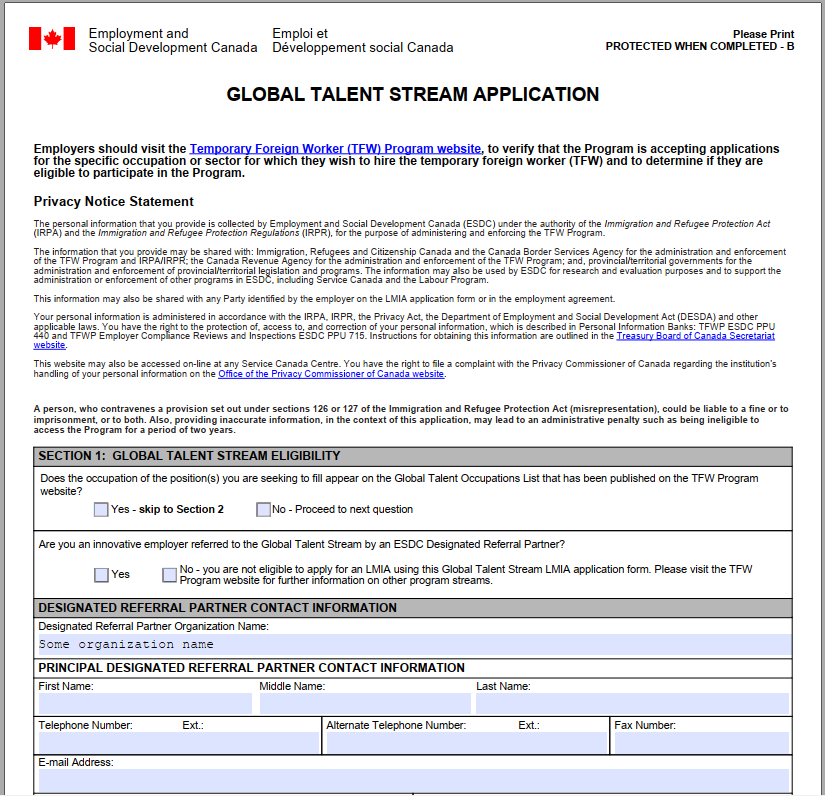 Employment and
Social Development Canada
Emploi et
Développement social Canada
Please Print
PROTECTED WHEN COMPLETED - B
GLOBAL TALENT STREAM APPLICATION
Employers should visit the Temporary Foreign Worker (TFW) Program website, to verify that the Program is accepting applications
for the specific occupation or sector for which they wish to hire the temporary foreign worker (TFW) and to determine if they are
eligible to participate in the Program.
Privacy Notice Statement
The personal information that you provide is collected by Employment and Social Development Canada (ESDC) under the authority of the Immigration and Refugee Protection Act
(IRPA) and the Immigration and Refugee Protection Regulations (IRPR), for the purpose of administering and enforcing the TFW Program.
The information that you provide may be shared with: Immigration, Refugees and Citizenship Canada and the Canada Border Services Agency for the administration and enforcement
of the TFW Program and IRPA/IRPR; the Canada Revenue Agency for the administration and enforcement of the TFW Program; and, provincial/territorial governments for the
administration and enforcement of provincial/territorial legislation and programs. The information may also be used by ESDC for research and evaluation purposes and to support the
administration or enforcement of other programs in ESDC, including Service Canada and the Labour Program.
This information may also be shared with any Party identified by the employer on the LMIA application form or in the employment agreement.
Your personal information is administered in accordance with the IRPA, IRPR, the Privacy Act, the Department of Employment and Social Development Act (DESDA) and other
applicable laws. You have the right to the protection of, access to, and correction of your personal information, which is described in Personal Information Banks: TFWP ESDC PPU
440 and TFWP Employer Compliance Reviews and Inspections ESDC PPU 715. Instructions for obtaining this information are outlined in the Treasury Board of Canada Secretariat
website.
This website may also be accessed on-line at any Service Canada Centre. You have the right to file a complaint with the Privacy Commissioner of Canada regarding the institution's
handling of your personal information on the Office of the Privacy Commissioner of Canada website.
A person, who contravenes a provision set out under sections 126 or 127 of the Immigration and Refugee Protection Act (misrepresentation), could be liable to a fine or to
imprisonment, or to both. Also, providing inaccurate information, in the context of this application, may lead to an administrative penalty such as being ineligible to
access the Program for a period of two years.
SECTION 1: GLOBAL TALENT STREAM ELIGIBILITY
Does the occupation of the position(s) you are seeking to fill appear on the Global Talent Occupations List that has been published on the TFW Program
website?
Yes - skip to Section 2
No - Proceed to next question
Are you an innovative employer referred to the Global Talent Stream by an ESDC Designated Referral Partner?
Yes
No - you are not eligible to apply for an LMIA using this Global Talent Stream LMIA application form. Please visit the TFW
Program website for further information on other program streams.
DESIGNATED REFERRAL PARTNER CONTACT INFORMATION
Designated Referral Partner Organization Name:
Some organization name
PRINCIPAL DESIGNATED REFERRAL PARTNER CONTACT INFORMATION
First Name:
Middle Name:
Last Name:
Telephone Number:
Ext.:
Alternate Telephone Number:
Ext.:
Fax Number:
E-mail Address: